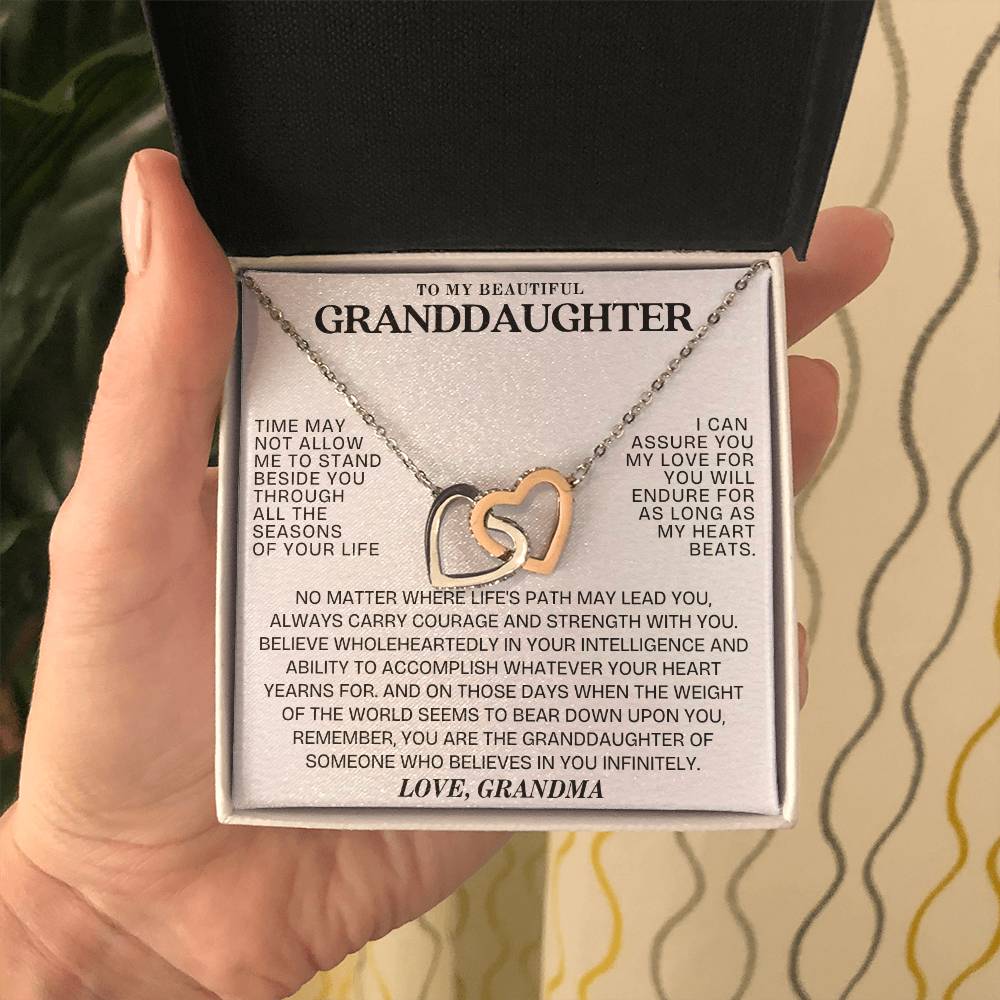 TO MY BEAUTIFUL
GRANDDAUGHTER
TIME MAY
NOT ALLOW
ME TO STAND
BESIDE YOU
THROUGH
ALL THE
SEASONS
OF YOUR LIFE
I CAN
ASSURE YOU
MY LOVE FOR
YOU WILL
ENDURE FOR
AS LONG AS
MY HEART
BEATS.
NO MATTER WHERE LIFE'S PATH MAY LEAD YOU,
ALWAYS CARRY COURAGE AND STRENGTH WITH YOU.
BELIEVE WHOLEHEARTEDLY IN YOUR INTELLIGENCE AND
ABILITY TO ACCOMPLISH WHATEVER YOUR HEART
YEARNS FOR. AND ON THOSE DAYS WHEN THE WEIGHT
OF THE WORLD SEEMS TO BEAR DOWN UPON YOU,
REMEMBER, YOU ARE THE GRANDDAUGHTER OF
SOMEONE WHO BELIEVES IN YOU INFINITELY.
LOVE, GRANDMA